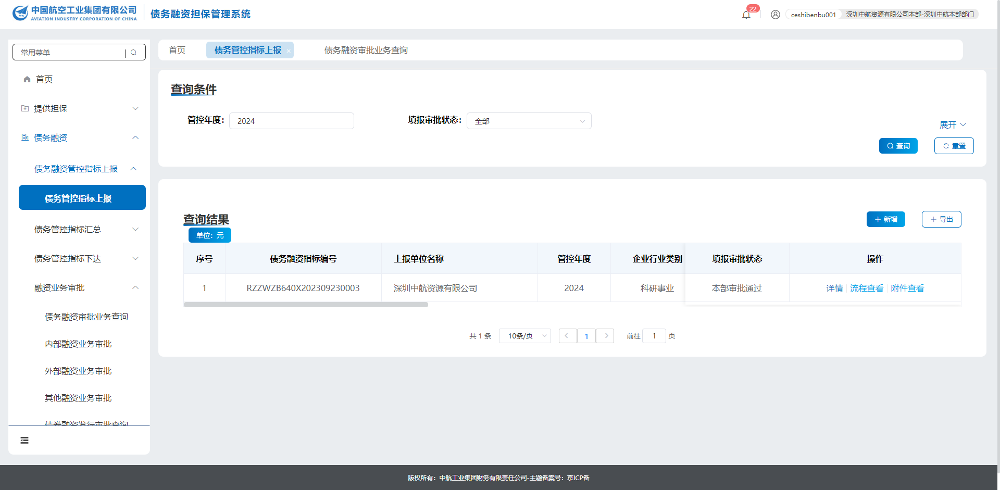 中国航空工业集团有限公司
AVIATION INDUSTRY CORPORATION OF CHINA
AVIC
债务融资担保管理系统
22
ceshibenbu001
深圳中航资源有限公司本部-深圳中航本部部门
常用菜单
首页
提供担保
债务融资
债务融资管控指标上报
债务管控指标上报
债务管控指标汇总
债务管控指标下达
融资业务审批
债务融资审批业务查询
内部融资业务审批
外部融资业务审批
其他融资业务审批
债券融资发行审批查询
首页
债务管控指标上报
债务融资审批业务查询
查询条件
管控年度：
2024
填报审批状态：
全部
展开
查询
重置
查询结果
新增
导出
单位：元
序号 债务融资指标编号 上报单位名称 管控年度 企业行业类别 填报审批状态 操作
1 RZZWZB640X202309230003 深圳中航资源有限公司 2024 科研事业 本部审批通过 详情 流程查看 附件查看
共 1 条 10条/页 1 前往 1 页
版权所有：中航工业集团财务有限责任公司-主题备案号：京ICP备